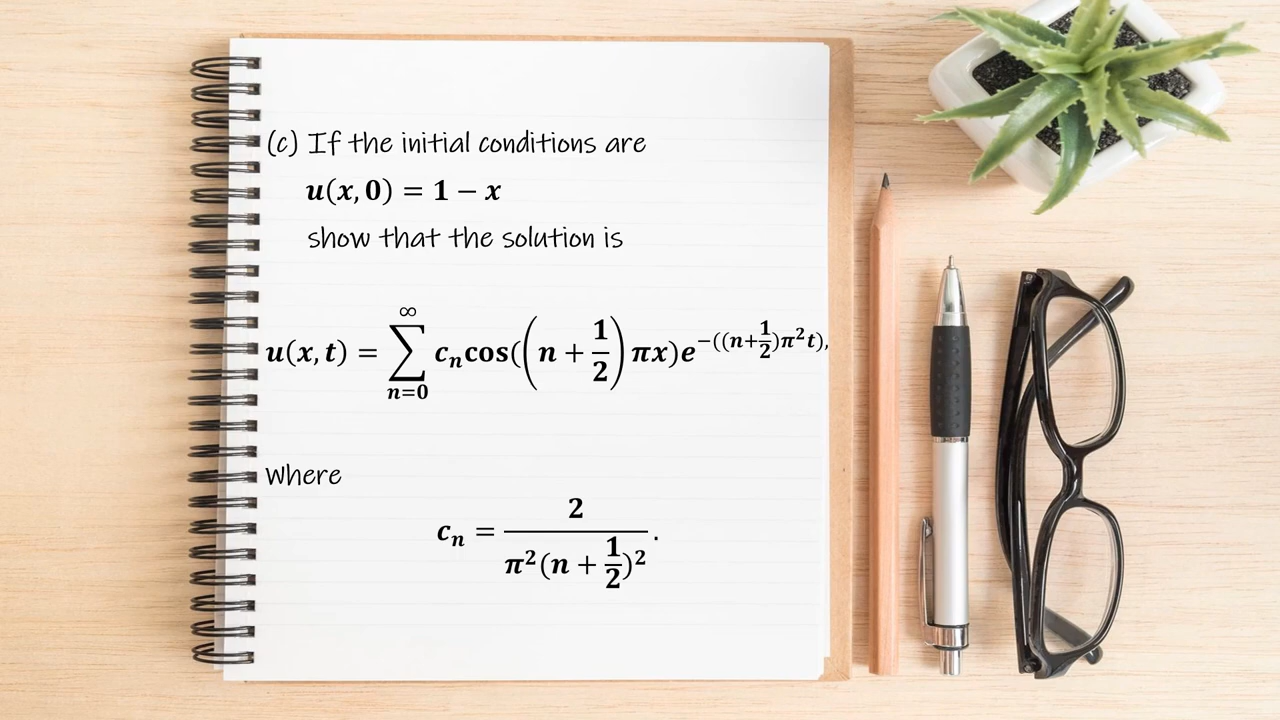 (c) If the initial conditions are
u(x, 0) = 1 − x
show that the solution is
u(x, t) = ∑_{n=0}^{∞} c_n cos((n + 1/2) πx)e^{−((n+1/2)π²t)},
Where
c_n = 2 / (π²(n + 1/2)²).